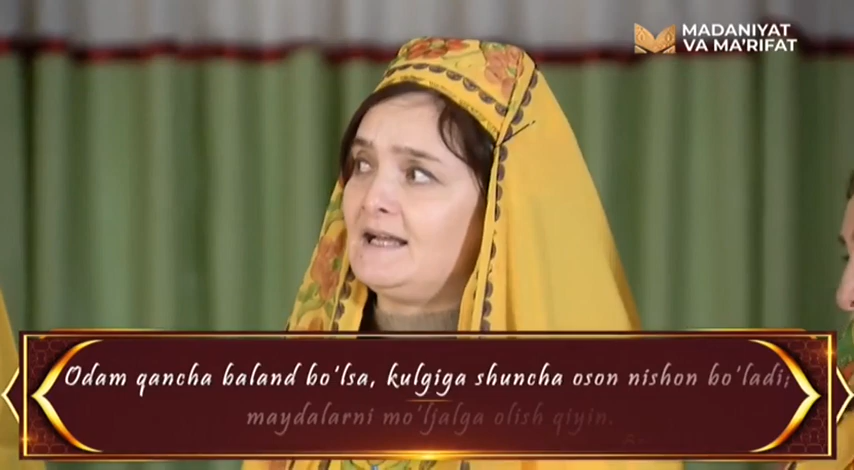 MADANIYAT
VA MA'RIFAT
Odam qancha baland bo'lsa, kulgiga shuncha oson nishon bo'ladi;
maydalarni mo'ljalga olish qiyin.